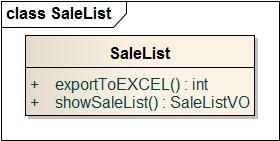 class SaleList
SaleList
+ exportToEXCEL() : int
+ showSaleList() : SaleListVO